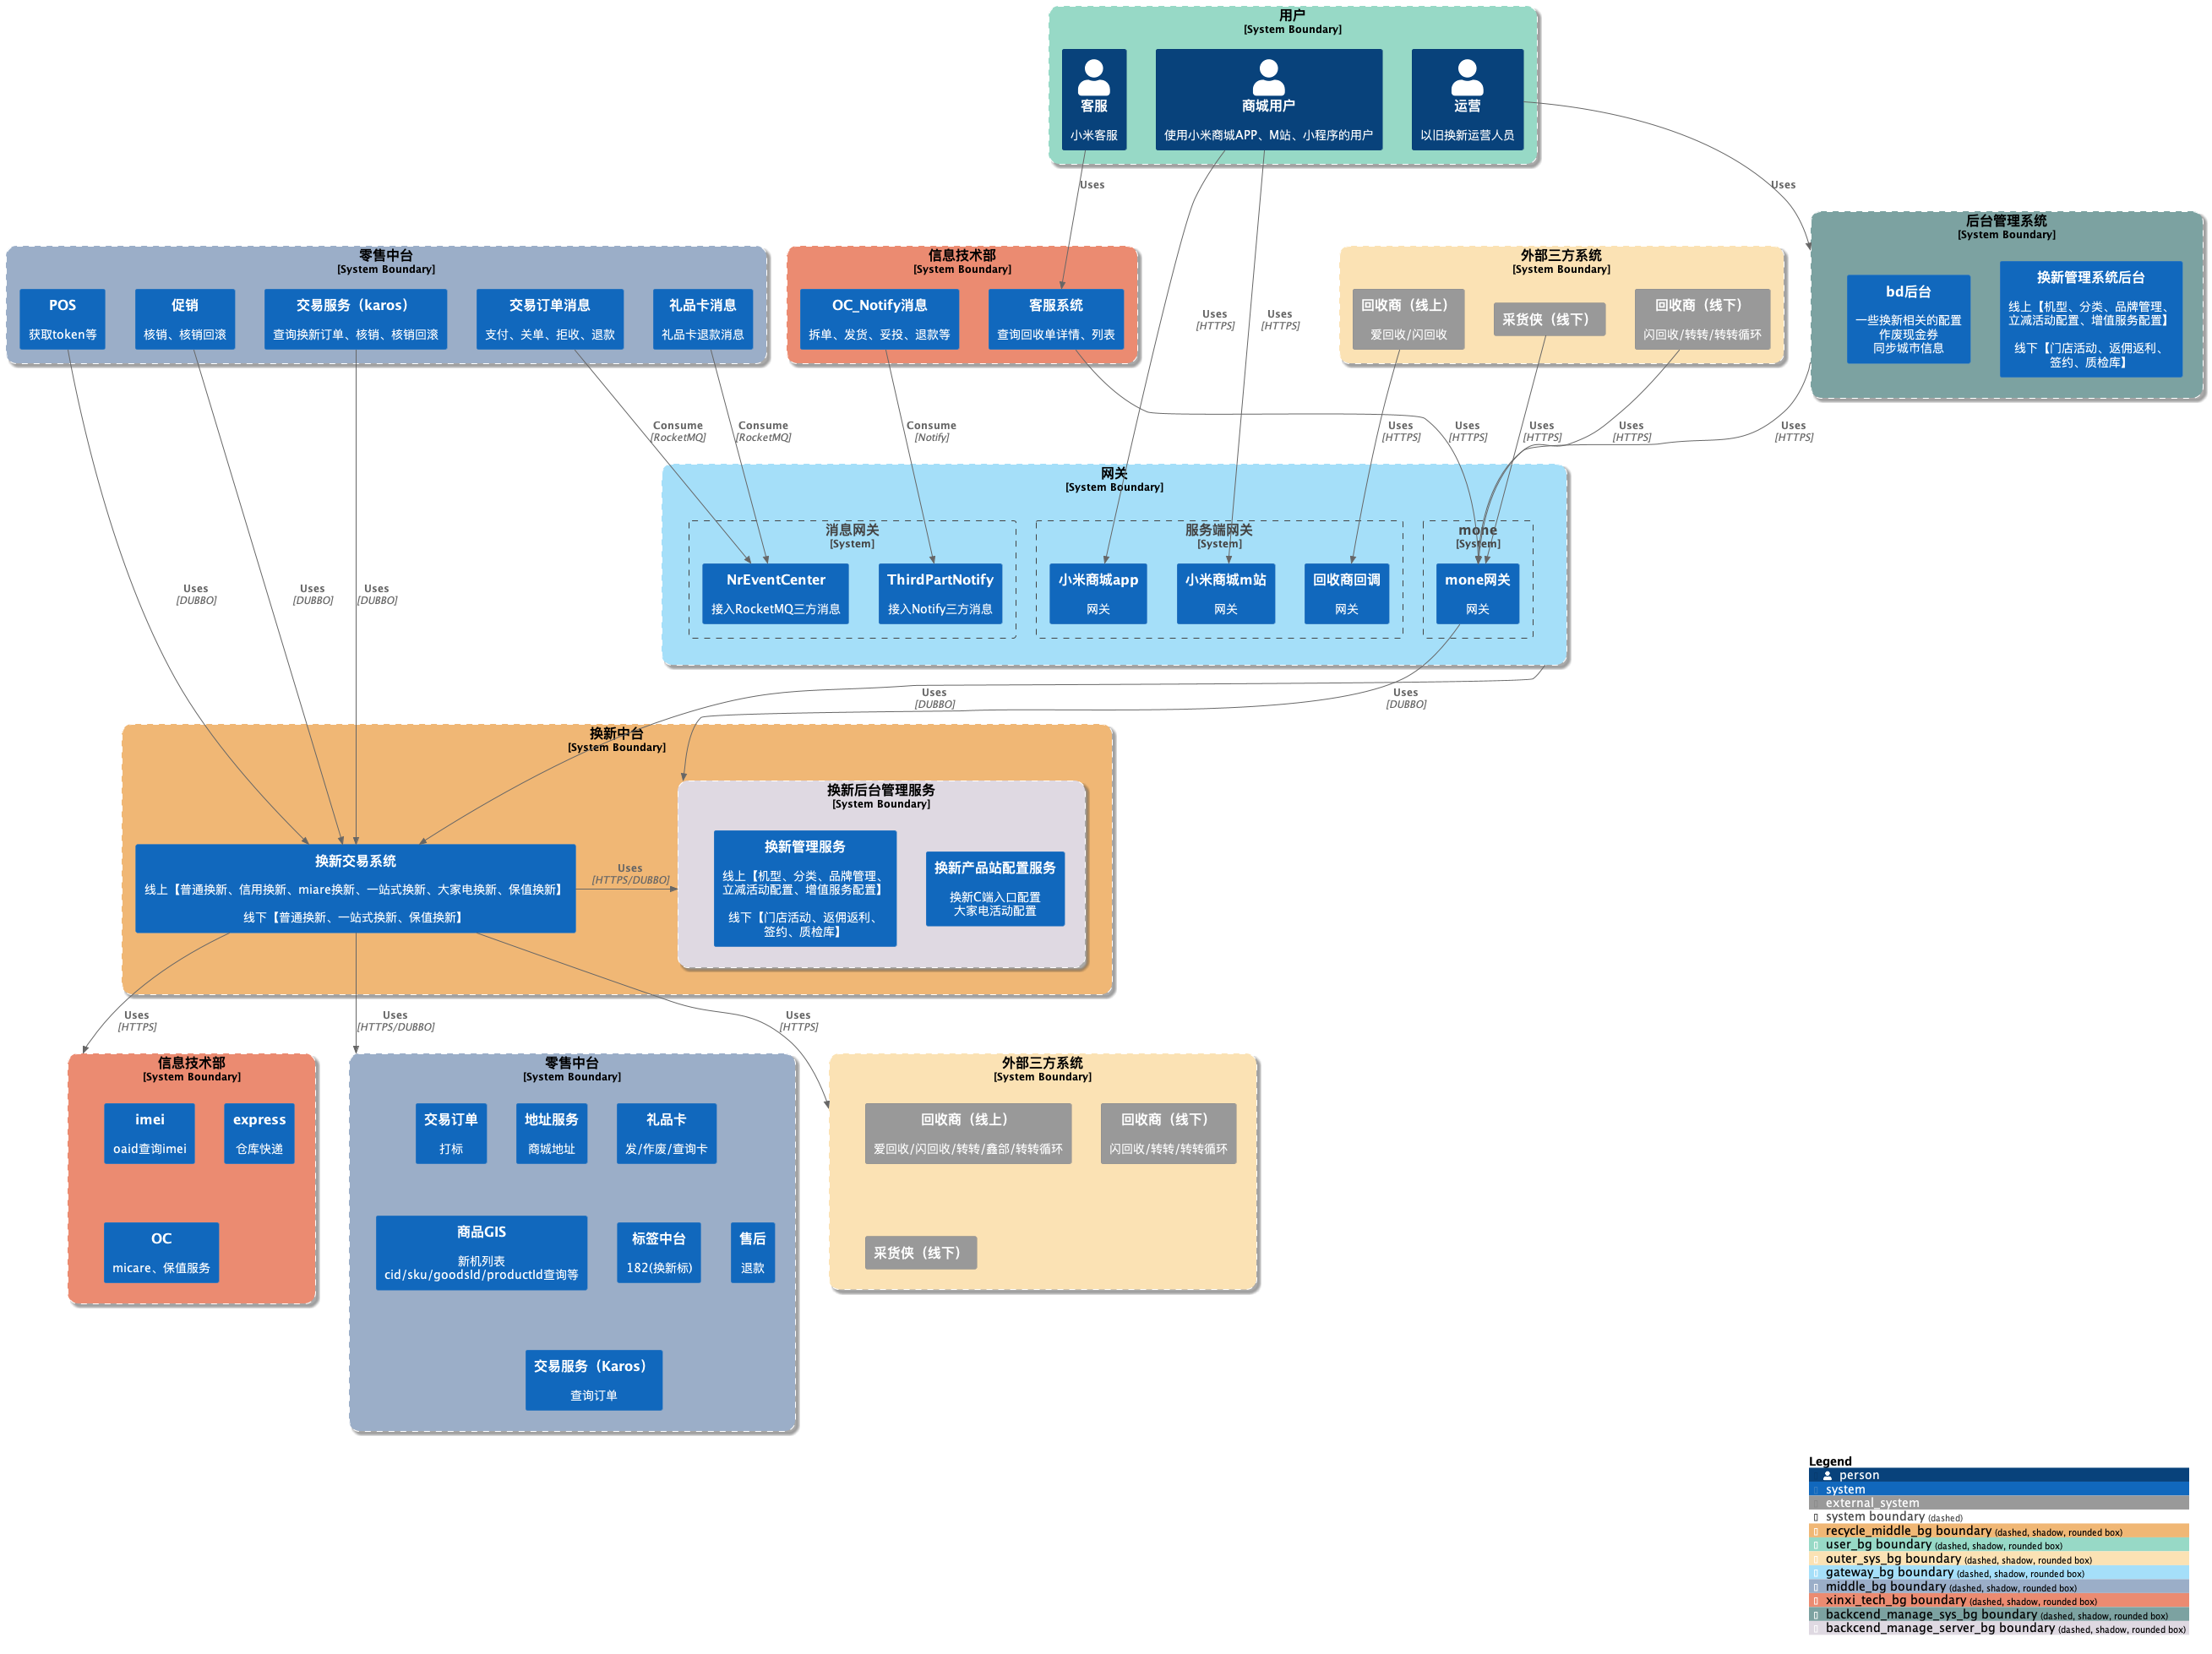 用户
[System Boundary]
客服
小米客服
商城用户
使用小米商城APP、M站、小程序的用户
运营
以旧换新运营人员
Uses
Uses
零售中台
[System Boundary]
POS
获取token等
促销
核销、核销回滚
交易服务（karos）
查询换新订单、核销、核销回滚
交易订单消息
支付、关单、拒收、退款
礼品卡消息
礼品卡退款消息
信息技术部
[System Boundary]
OC_Notify消息
拆单、发货、妥投、退款等
客服系统
查询回收单详情、列表
Uses
[HTTPS]
Uses
[HTTPS]
外部三方系统
[System Boundary]
回收商（线上）
爱回收/闪回收
采货侠（线下）
回收商（线下）
闪回收/转转/转转循环
后台管理系统
[System Boundary]
bd后台
一些换新相关的配置
作废现金券
同步城市信息
换新管理系统后台
线上【机型、分类、品牌管理、
立减活动配置、增值服务配置】
线下【门店活动、返佣返利、
签约、质检库】
Consume
[RocketMQ]
Consume
[RocketMQ]
Consume
[Notify]
Uses
[HTTPS]
Uses
[HTTPS]
Uses
[HTTPS]
Uses
[HTTPS]
Uses
[HTTPS]
网关
[System Boundary]
消息网关
[System]
NrEventCenter
接入RocketMQ三方消息
ThirdPartNotify
接入Notify三方消息
服务端网关
[System]
小米商城app
网关
小米商城m站
网关
回收商回调
网关
mone
[System]
mone网关
网关
Uses
[DUBBO]
Uses
[DUBBO]
Uses
[DUBBO]
Uses
[DUBBO]
Uses
[DUBBO]
换新中台
[System Boundary]
换新交易系统
线上【普通换新、信用换新、miare换新、一站式换新、大家电换新、保值换新】
线下【普通换新、一站式换新、保值换新】
Uses
[HTTPS/DUBBO]
换新后台管理服务
[System Boundary]
换新管理服务
线上【机型、分类、品牌管理、
立减活动配置、增值服务配置】
线下【门店活动、返佣返利、
签约、质检库】
换新产品站配置服务
换新C端入口配置
大家电活动配置
Uses
[HTTPS]
Uses
[HTTPS/DUBBO]
Uses
[HTTPS]
信息技术部
[System Boundary]
imei
oaid查询imei
express
仓库快递
OC
micare、保值服务
零售中台
[System Boundary]
交易订单
打标
地址服务
商城地址
礼品卡
发/作废/查询卡
商品GIS
新机列表
cid/sku/goodsId/productId查询等
标签中台
182(换新标)
售后
退款
交易服务（Karos）
查询订单
外部三方系统
[System Boundary]
回收商（线上）
爱回收/闪回收/转转/鑫部/转转循环
回收商（线下）
闪回收/转转/转转循环
采货侠（线下）
Legend
person
system
external_system
system boundary (dashed)
recycle_middle_bg boundary (dashed, shadow, rounded box)
user_bg boundary (dashed, shadow, rounded box)
outer_sys_bg boundary (dashed, shadow, rounded box)
gateway_bg boundary (dashed, shadow, rounded box)
middle_bg boundary (dashed, shadow, rounded box)
xinxi_tech_bg boundary (dashed, shadow, rounded box)
backcend_manage_sys_bg boundary (dashed, shadow, rounded box)
backcend_manage_server_bg boundary (dashed, shadow, rounded box)